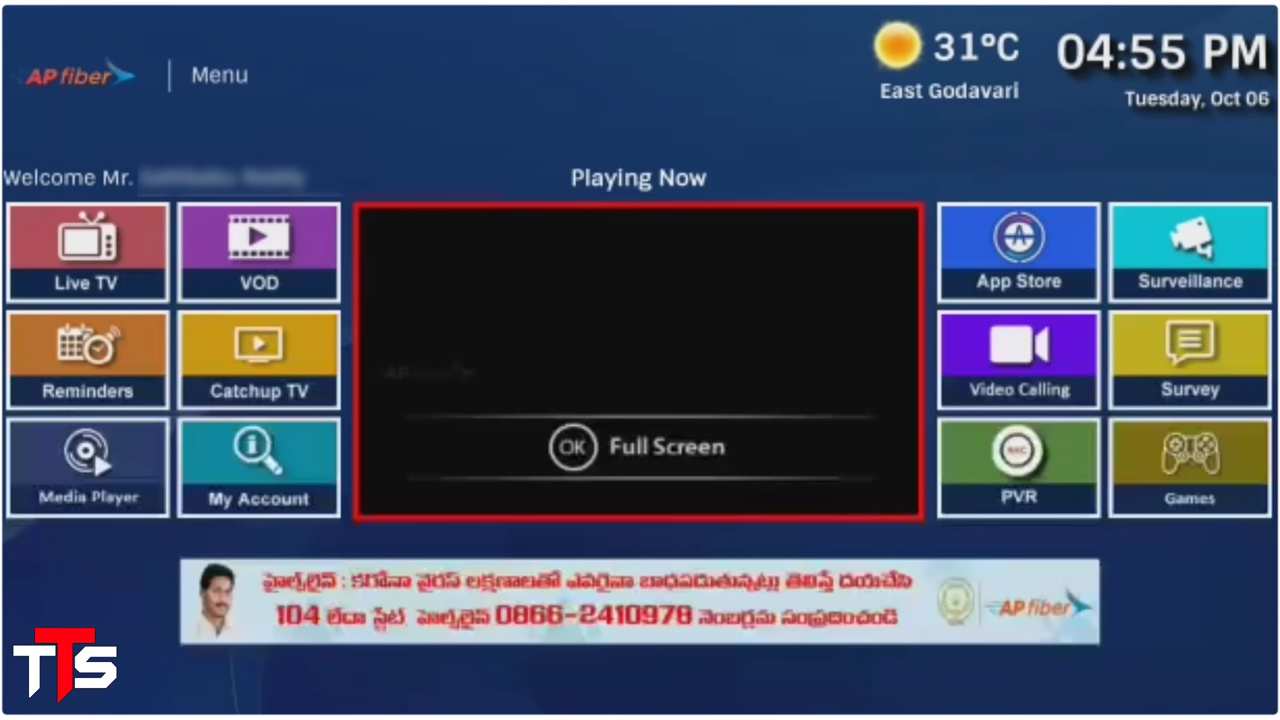 AP fiber | Menu
31°C
East Godavari
04:55 PM
Tuesday, Oct 06
Welcome Mr.
Playing Now
Live TV
VOD
Reminders
Catchup TV
Media Player
My Account
OK Full Screen
App Store
Surveillance
Video Calling
Survey
REC
PVR
Games
హైల్ప్‌లైన్ : కరోనా వైరస్ లక్షణాలతో ఎవరైనా బాధపడుతున్నట్లు తెలిస్తే దయచేసి
104 లేదా స్టేట్ హెల్ప్‌లైన్ 0866-2410978 నెంబర్లను సంప్రదించండి
AP fiber
TTS